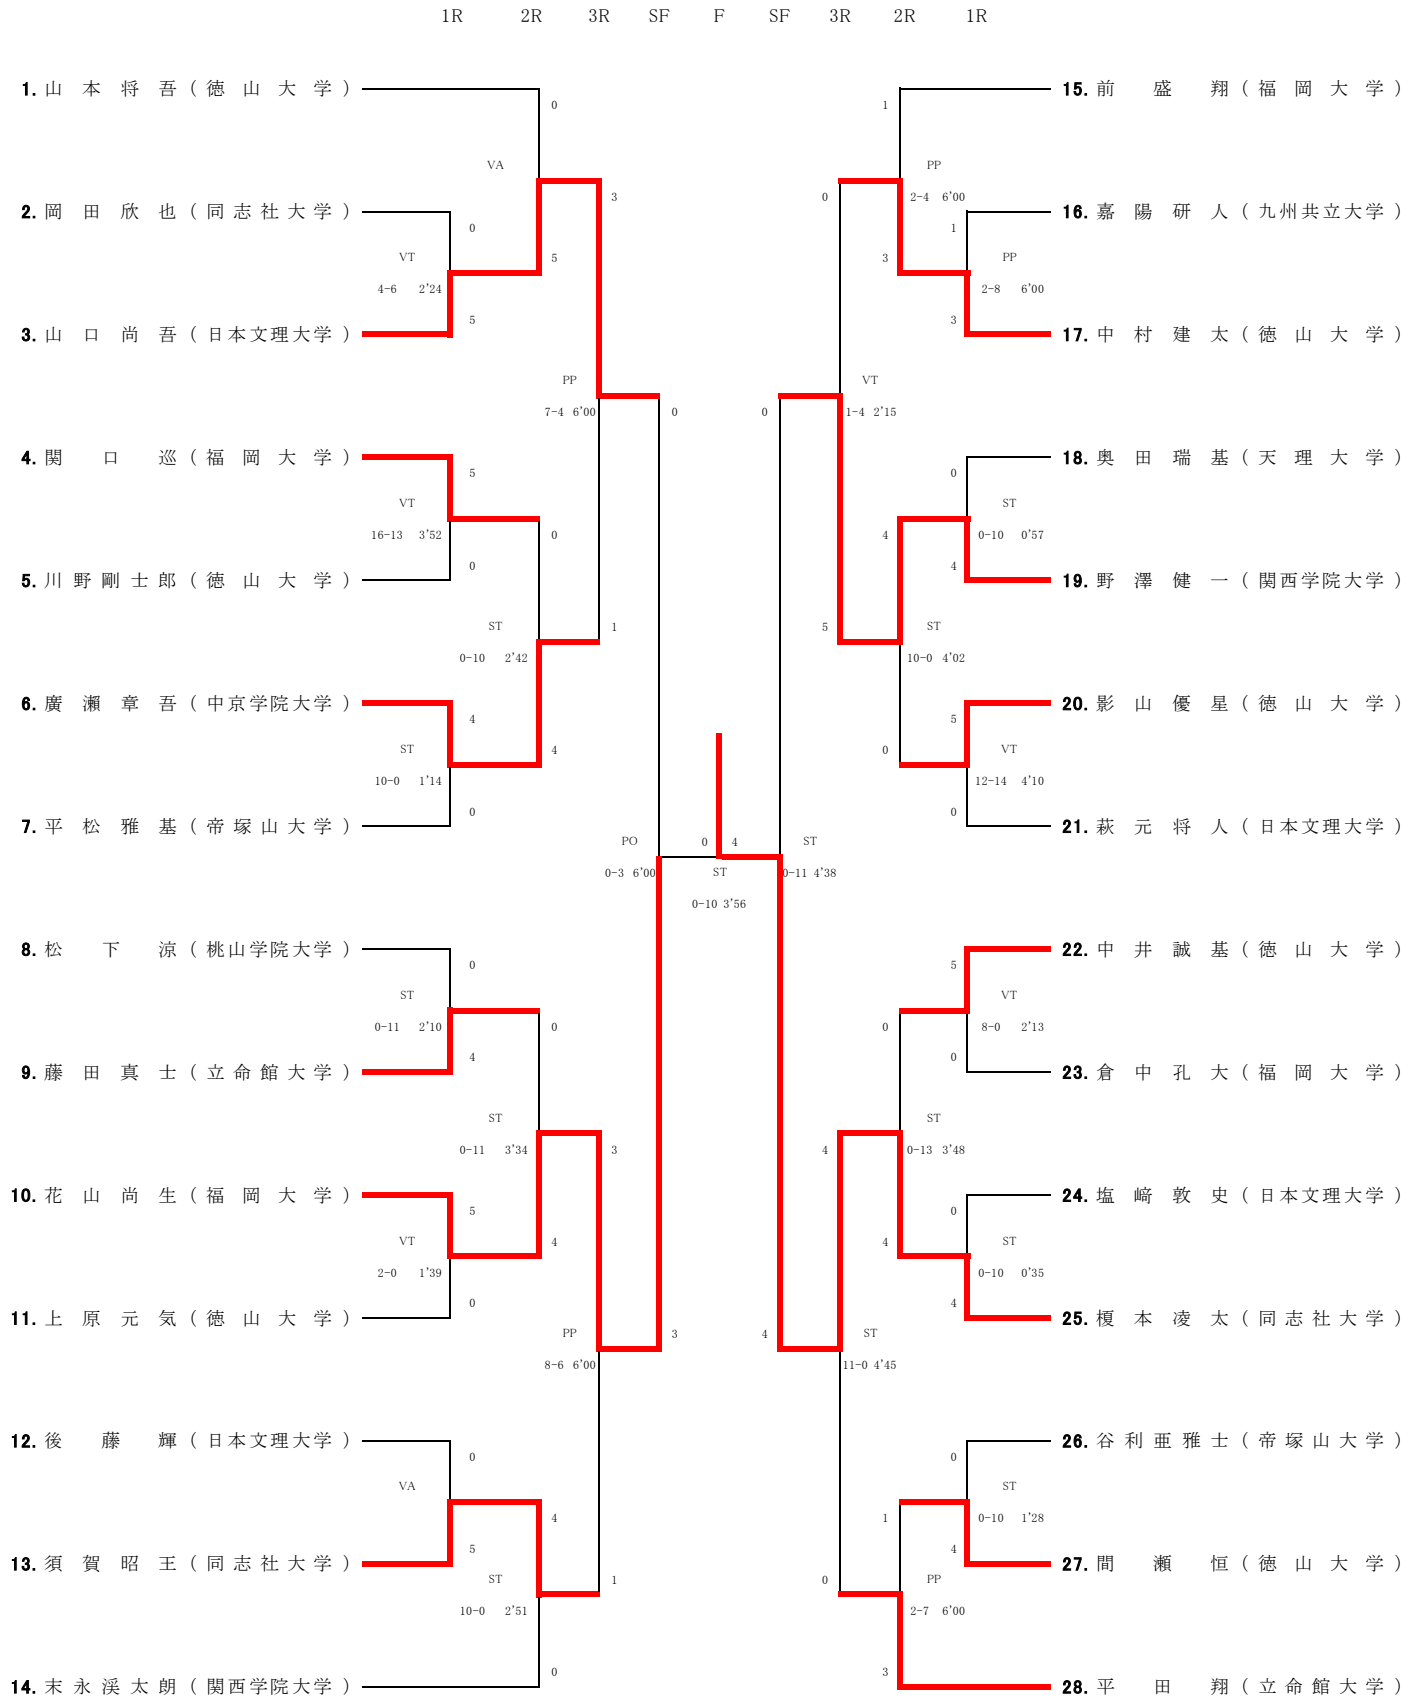 1R 2R 3R SF F SF 3R 2R 1R
1. 山本将吾 ( 徳山大学 )
0
1
15. 前盛翔 ( 福岡大学 )
VA
PP
3
0
2-4 6'00
2. 岡田欣也 ( 同志社大学 )
0
1
16. 嘉陽研人 ( 九州共立大学 )
VT
5
3
PP
4-6 2'24
2-8 6'00
5
3
3. 山口尚吾 ( 日本文理大学 )
17. 中村建太 ( 徳山大学 )
PP
VT
7-4 6'00
0
0
1-4 2'15
4. 関口巡 ( 福岡大学 )
5
0
18. 奥田瑞基 ( 天理大学 )
VT
ST
16-13 3'52
0
4
0-10 0'57
0
4
5. 川野剛士郎 ( 徳山大学 )
19. 野澤健一 ( 関西学院大学 )
ST
1
5
ST
0-10 2'42
10-0 4'02
6. 廣瀬章吾 ( 中京学院大学 )
4
5
20. 影山優星 ( 徳山大学 )
ST
4
0
VT
10-0 1'14
12-14 4'10
0
0
7. 平松雅基 ( 帝塚山大学 )
21. 萩元将人 ( 日本文理大学 )
PO
0 4
ST
0-3 6'00
ST
0-11 4'38
0-10 3'56
8. 松下涼 ( 桃山学院大学 )
0
5
22. 中井誠基 ( 徳山大学 )
ST
VT
0-11 2'10
0
0
8-0 2'13
4
0
9. 藤田真士 ( 立命館大学 )
23. 倉中孔大 ( 福岡大学 )
ST
ST
0-11 3'34
3
4
0-13 3'48
10. 花山尚生 ( 福岡大学 )
5
0
24. 塩﨑敦史 ( 日本文理大学 )
VT
4
4
ST
2-0 1'39
0-10 0'35
0
4
11. 上原元気 ( 徳山大学 )
25. 榎本凌太 ( 同志社大学 )
PP
3
4
ST
8-6 6'00
11-0 4'45
12. 後藤輝 ( 日本文理大学 )
0
0
26. 谷利亜雅士 ( 帝塚山大学 )
VA
ST
4
1
0-10 1'28
5
4
13. 須賀昭王 ( 同志社大学 )
27. 間瀬恒 ( 徳山大学 )
ST
1
0
PP
10-0 2'51
2-7 6'00
0
3
14. 末永渓太朗 ( 関西学院大学 )
28. 平田翔 ( 立命館大学 )